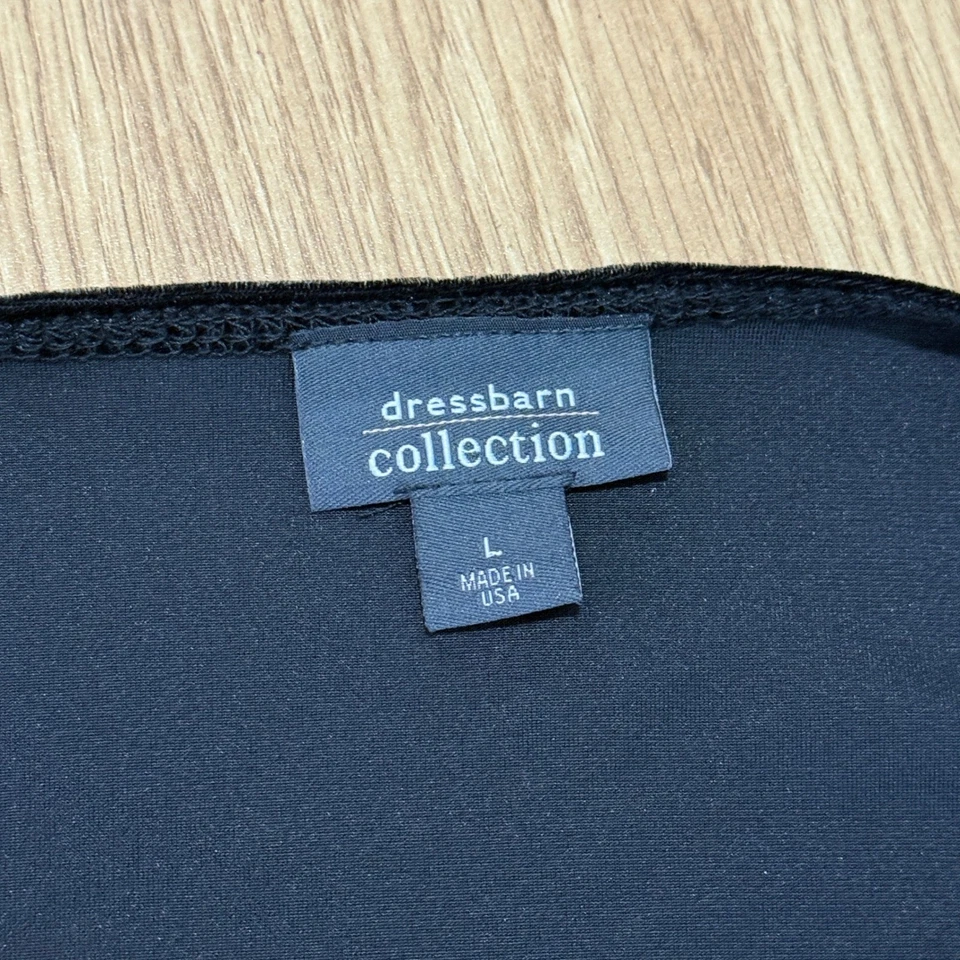 dressbarn
collection
L
MADE IN
USA